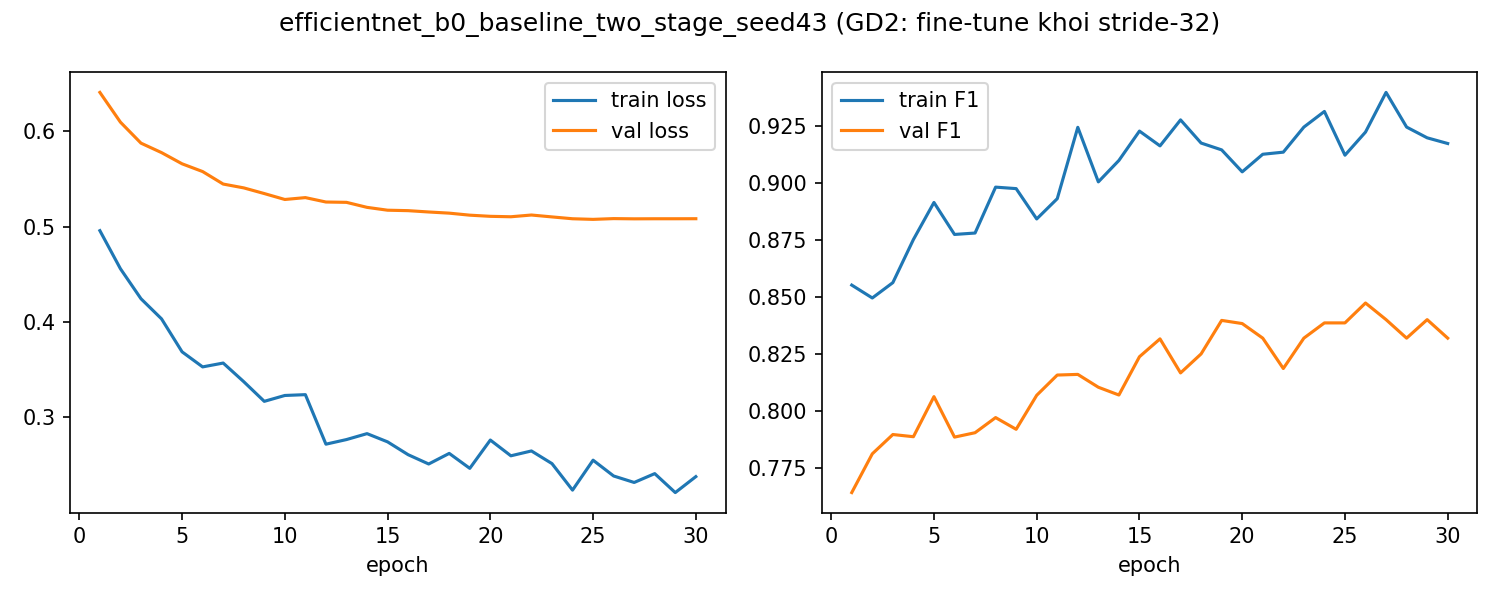 efficientnet_b0_baseline_two_stage_seed43 (GD2: fine-tune khoi stride-32)
train loss
val loss
0.6
0.5
0.4
0.3
0 5 10 15 20 25 30
epoch
train F1
val F1
0.925
0.900
0.875
0.850
0.825
0.800
0.775
0 5 10 15 20 25 30
epoch